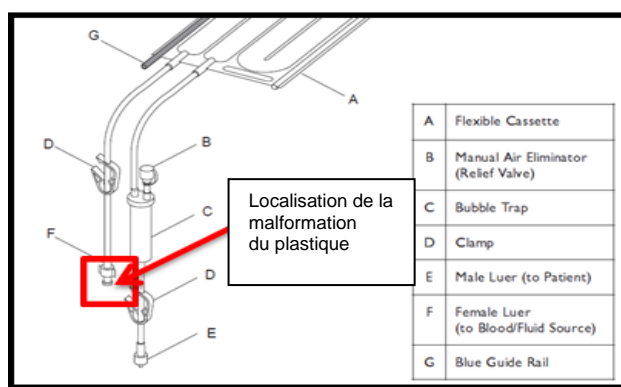 G
A
D
B
C
F
D
E
Localisation de la
malformation
du plastique
A Flexible Cassette
B Manual Air Eliminator
(Relief Valve)
C Bubble Trap
D Clamp
E Male Luer (to Patient)
F Female Luer
(to Blood/Fluid Source)
G Blue Guide Rail